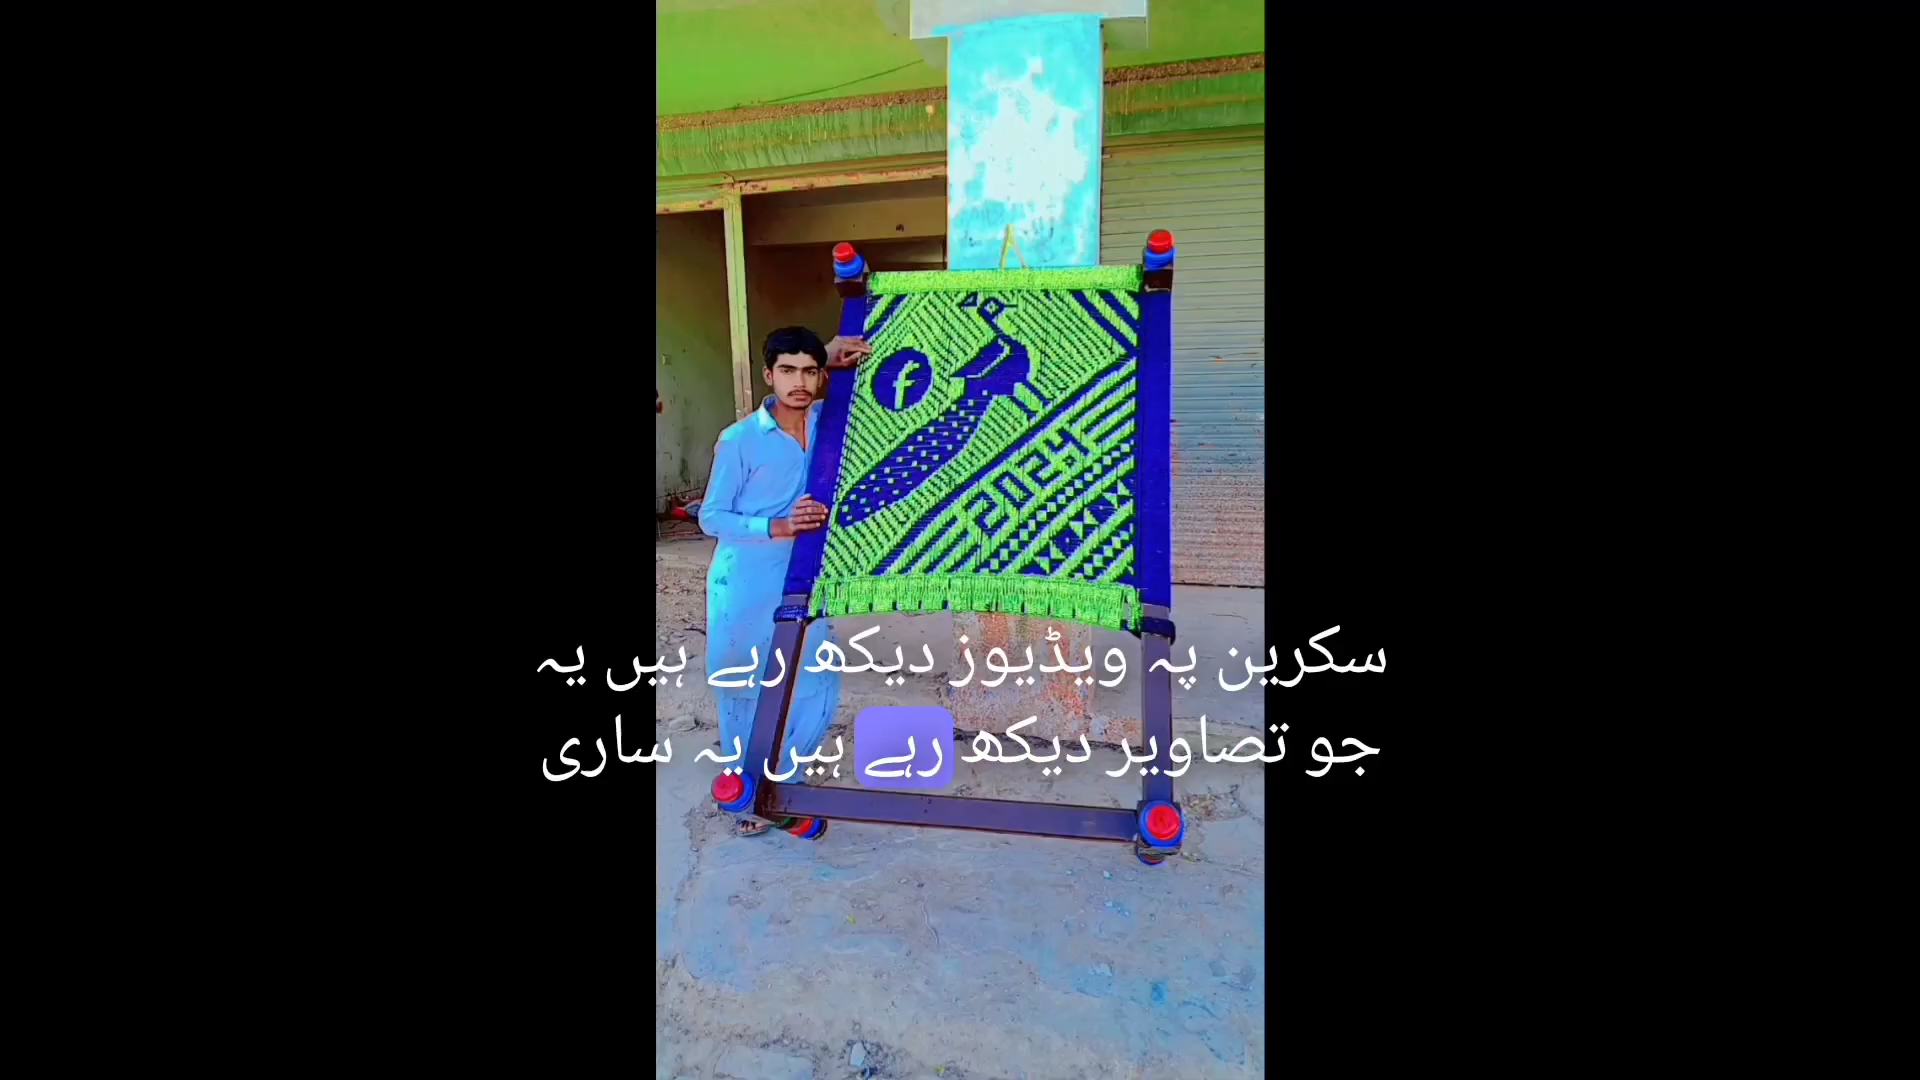 f
2024
سکرین پہ ویڈیوز دیکھ رہے ہیں یہ
جو تصاویر دیکھ رہے ہیں یہ ساری